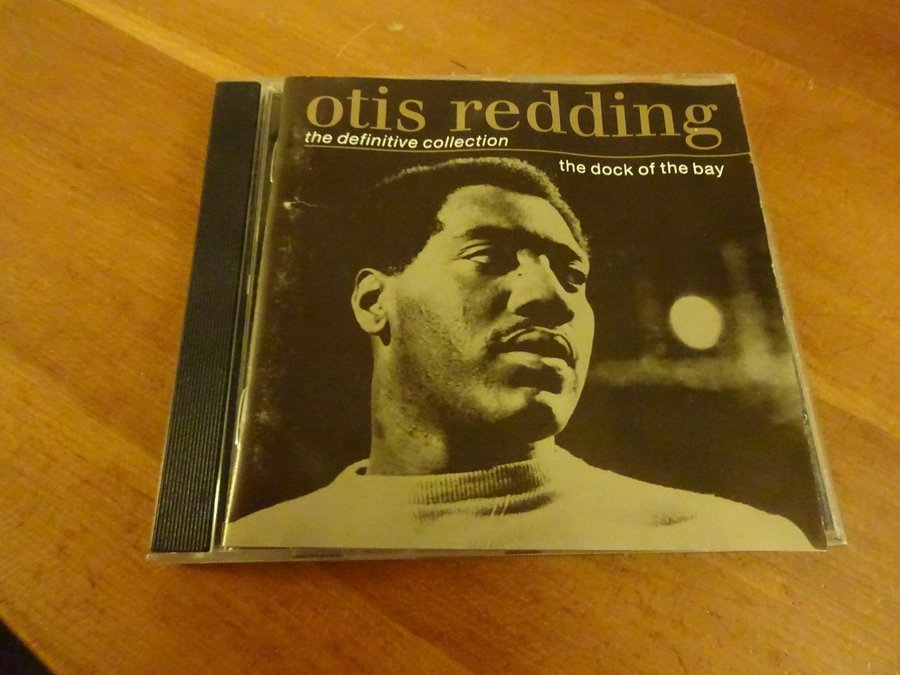 otis redding
the definitive collection
the dock of the bay